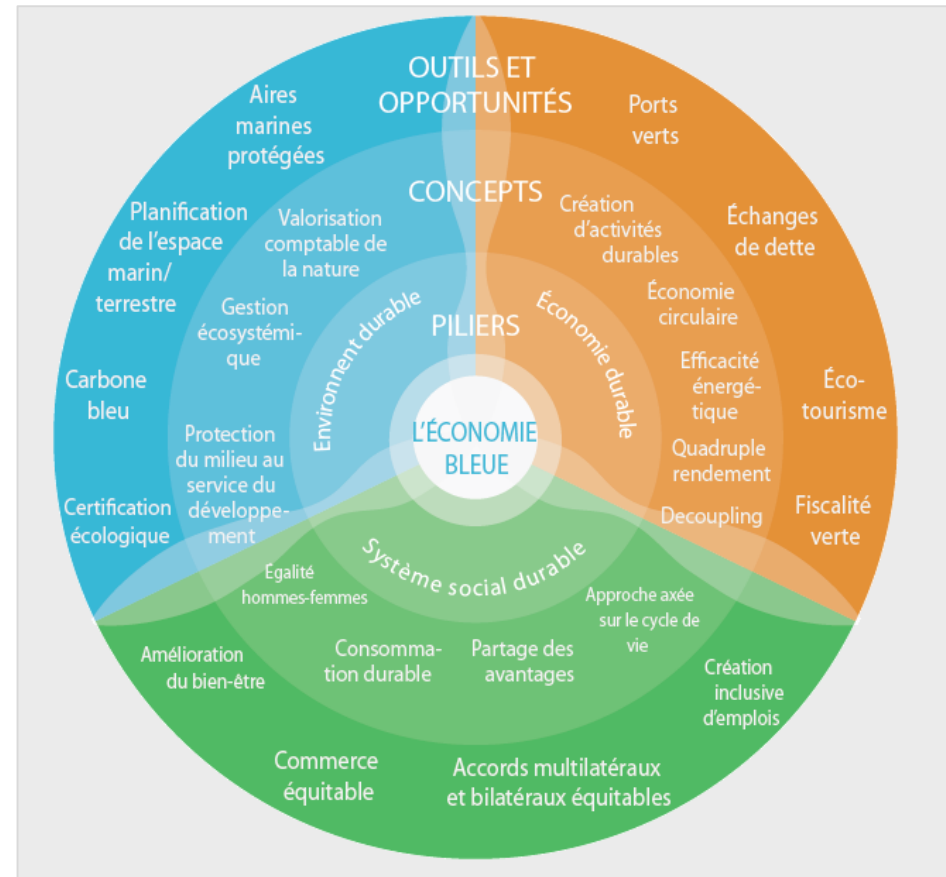 OUTILS ET
OPPORTUNITÉS
Aires
marines
protégées
Ports
verts
CONCEPTS
Planification
de l'espace
marin/
terrestre
Valorisation
comptable de
la nature
Création
d'activités
durables
Échanges
de dette
Gestion
écosystémi-
que
Économie
circulaire
PILIERS
Environnent durable
Économie durable
Carbone
bleu
Efficacité
énergé-
tique
Éco-
tourisme
L'ÉCONOMIE
BLEUE
Protection
du milieu au
service du
développe-
ment
Quadruple
rendement
Certification
écologique
Decoupling
Fiscalité
verte
Système social durable
Égalité
hommes-femmes
Approche axée
sur le cycle de
vie
Amélioration
du bien-être
Consomma-
tion durable
Partage des
avantages
Création
inclusive
d'emplois
Commerce
équitable
Accords multilatéraux
et bilatéraux équitables